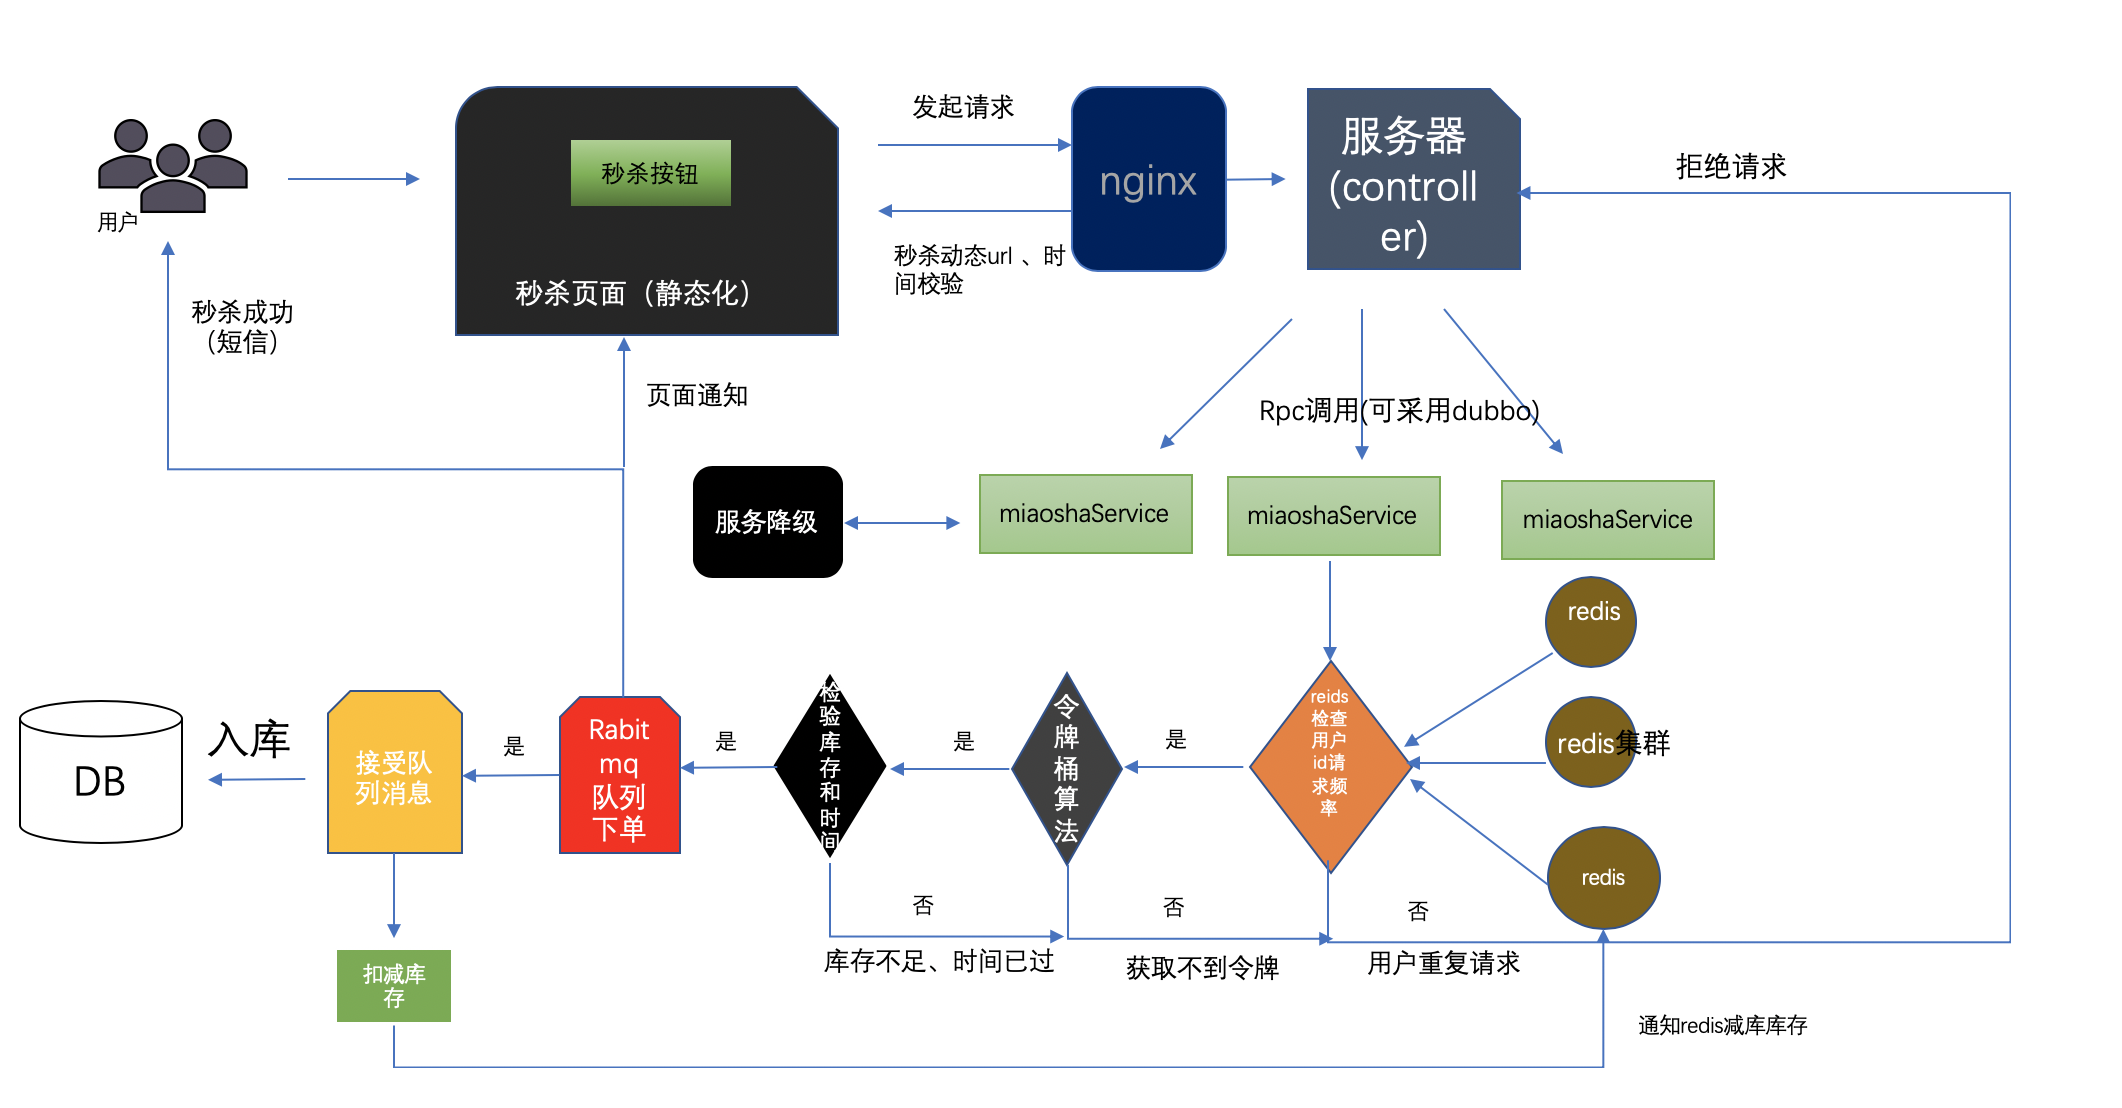 用户
秒杀按钮
秒杀页面（静态化）
发起请求
秒杀动态url 、时
间校验
nginx
服务器
(controll
er)
拒绝请求
秒杀成功
（短信）
页面通知
Rpc调用(可采用dubbo)
服务降级
miaoshaService
miaoshaService
miaoshaService
redis
redis集群
redis
reids
检查
用户
id请
求频
率
是
令
牌
桶
算
法
是
检
验
库
存
和
时
间
是
Rabit
mq
队列
下单
是
接受队
列消息
入库
DB
否
库存不足、时间已过
否
获取不到令牌
否
用户重复请求
扣减库
存
通知redis减库库存